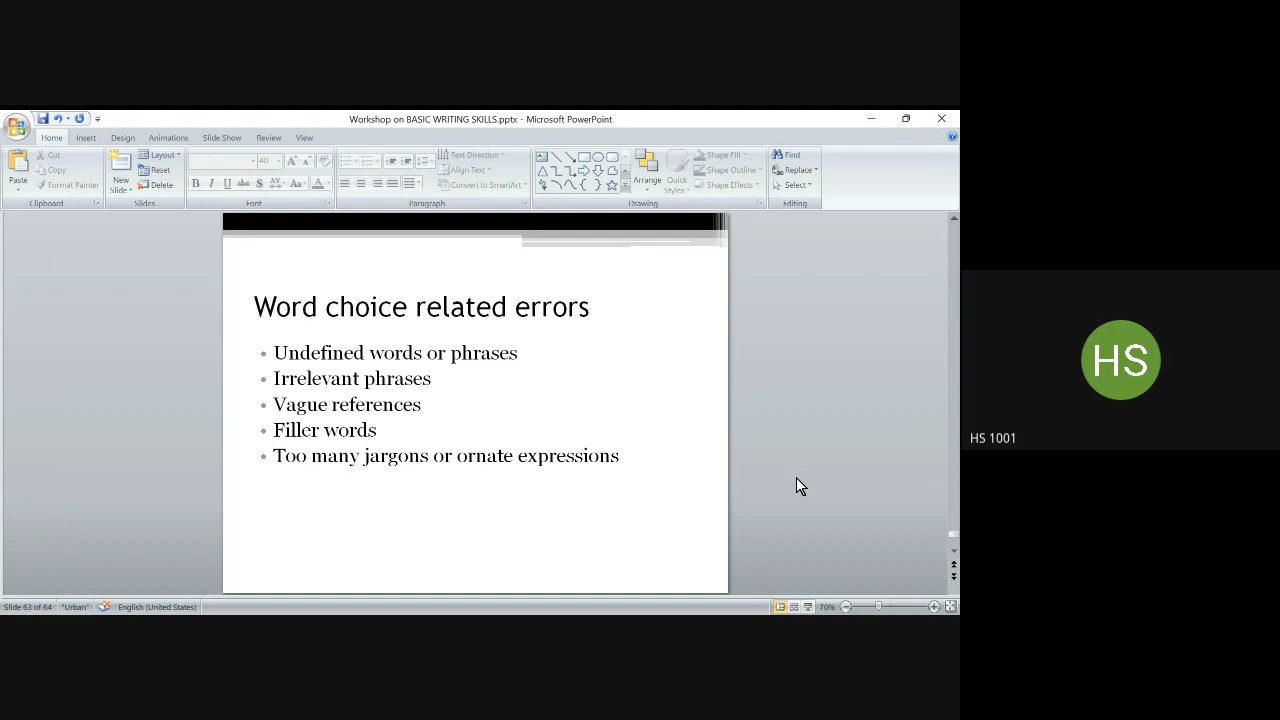 Workshop on BASIC WRITING SKILLS.pptx - Microsoft PowerPoint
Home Insert Design Animations Slide Show Review View
Paste
Cut
Copy
Format Painter
Clipboard
New Slide
Layout
Reset
Delete
Slides
40
A A
B I U abc S AV Aa A
Font
Text Direction
Align Text
Convert to SmartArt
Paragraph
Arrange
Quick Styles
Shape Fill
Shape Outline
Shape Effects
Drawing
Find
Replace
Select
Editing
Word choice related errors
• Undefined words or phrases
• Irrelevant phrases
• Vague references
• Filler words
• Too many jargons or ornate expressions
HS
HS 1001
Slide 63 of 64 "Urban" English (United States) 70%